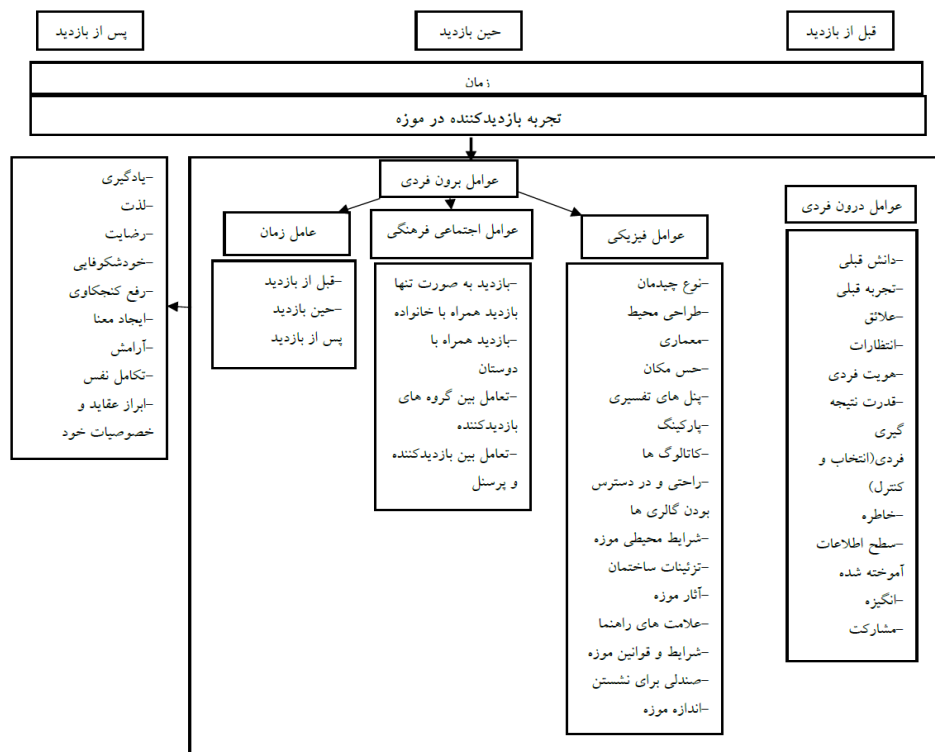 قبل از بازدید
حین بازدید
پس از بازدید
زمان
تجربه بازدیدکننده در موزه
عوامل درون فردی
-دانش قبلی
-تجربه قبلی
-علائق
-انتظارات
-هویت فردی
-قدرت نتیجه
گیری
فردی(انتخاب و
کنترل)
-خاطره
-سطح اطلاعات
آموخته شده
-انگیزه
-مشارکت
عوامل برون فردی
عوامل فیزیکی
-نوع چیدمان
-طراحی محیط
-معماری
-حس مکان
-پنل های تفسیری
-پارکینگ
-کاتالوگ ها
-راحتی و در دسترس
بودن گالری ها
-شرایط محیطی موزه
-تزئینات ساختمان
-آثار موزه
-علامت های راهنما
-شرایط و قوانین موزه
-صندلی برای نشستن
-اندازه موزه
عوامل اجتماعی فرهنگی
-بازدید به صورت تنها
بازدید همراه با خانواده
-بازدید همراه با
دوستان
-تعامل بین گروه های
بازدیدکننده
-تعامل بین بازدیدکننده
و پرسنل
عامل زمان
-قبل از بازدید
-حین بازدید
پس از بازدید
-یادگیری
-لذت
-رضایت
-خودشکوفایی
-رفع کنجکاوی
-ایجاد معنا
-آرامش
-تکامل نفس
-ابراز عقاید و
خصوصیات خود